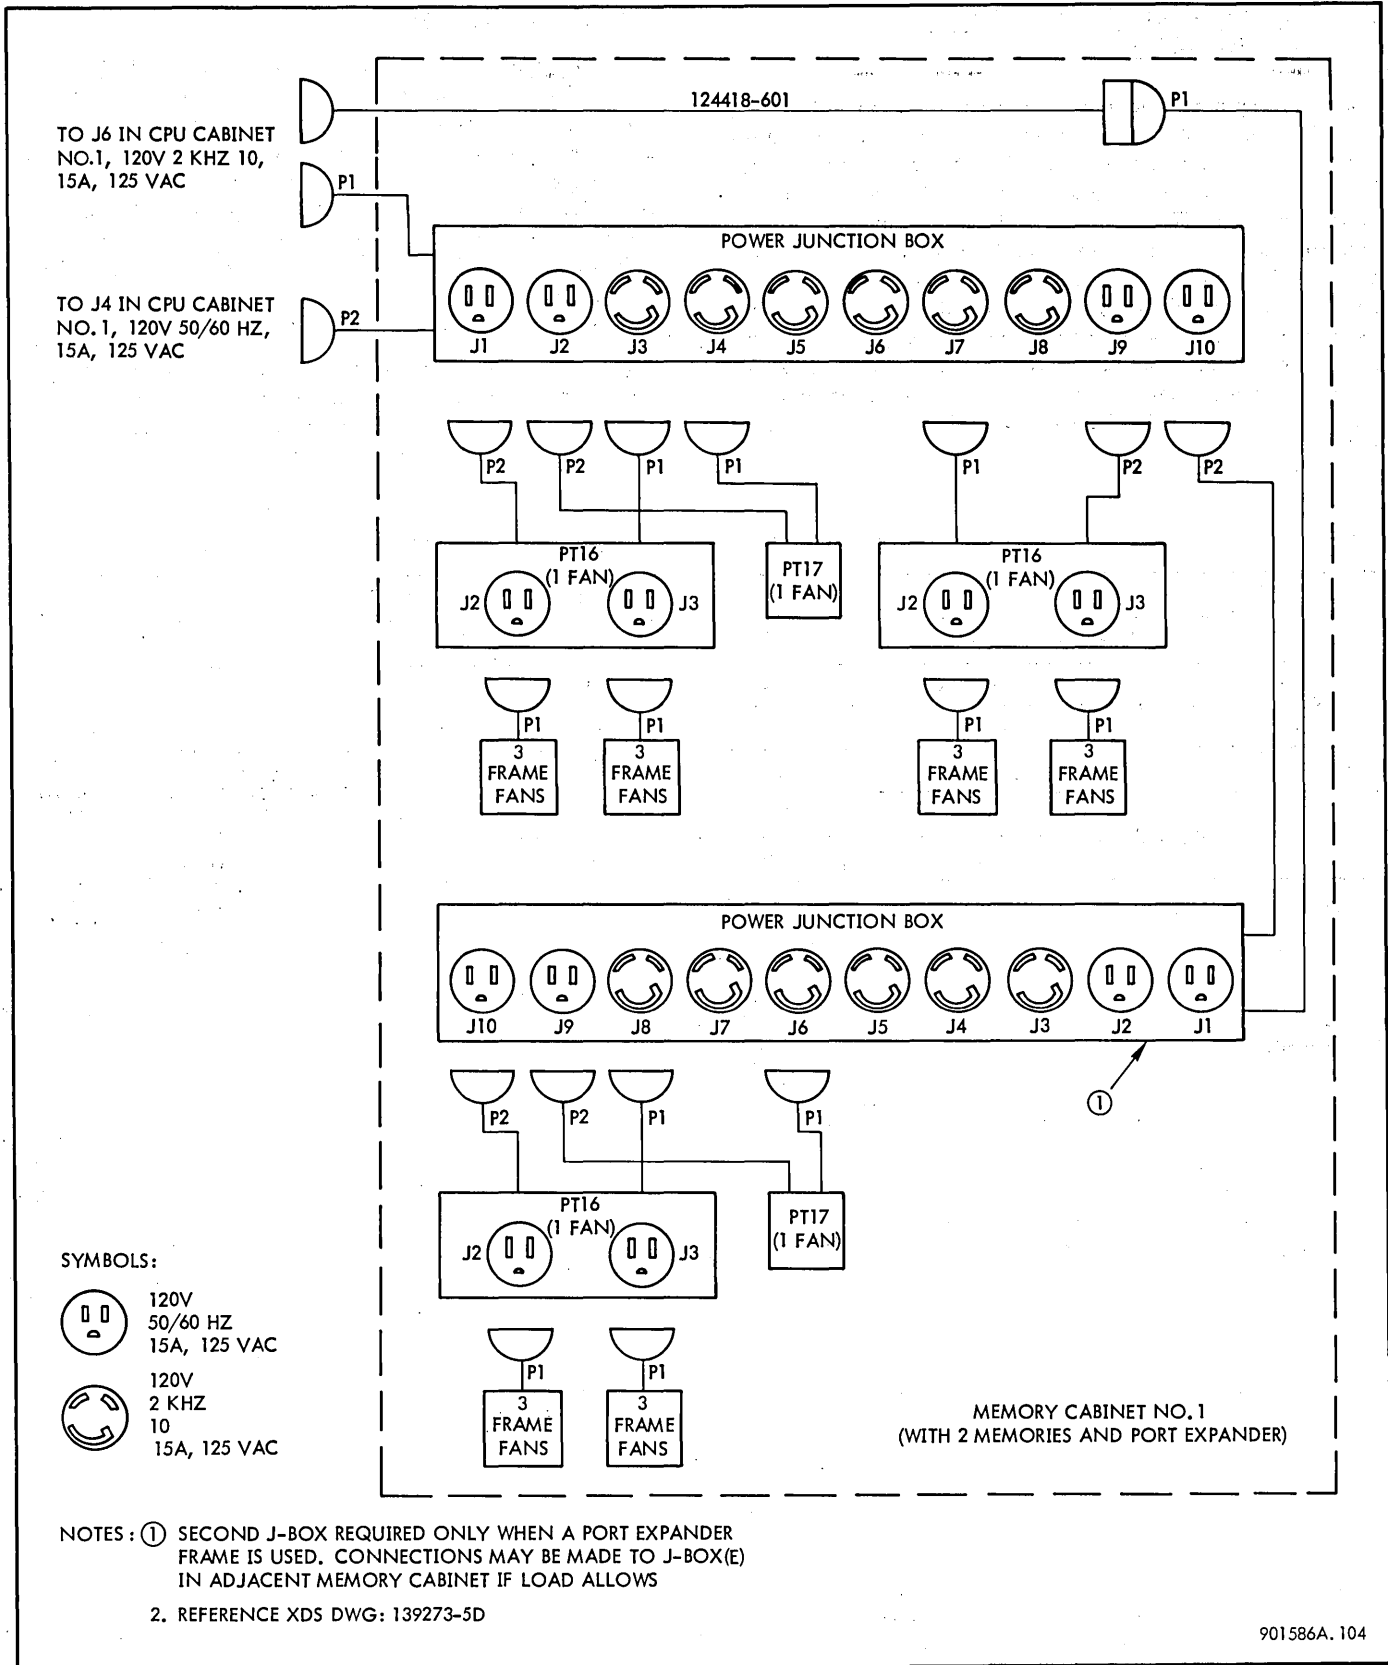 124418-601
P1
TO J6 IN CPU CABINET
NO.1, 120V 2 KHZ 10,
15A, 125 VAC
P1
POWER JUNCTION BOX
TO J4 IN CPU CABINET
NO. 1, 120V 50/60 HZ,
15A, 125 VAC
P2
J1 J2 J3 J4 J5 J6 J7 J8 J9 J10
P2 P2 P1 P1 P1 P2 P2
PT16
(1 FAN)
J2 J3
PT17
(1 FAN)
PT16
(1 FAN)
J2 J3
P1 P1 P1 P1
3
FRAME
FANS
3
FRAME
FANS
3
FRAME
FANS
3
FRAME
FANS
POWER JUNCTION BOX
J10 J9 J8 J7 J6 J5 J4 J3 J2 J1
1
P2 P2 P1 P1
PT16
(1 FAN)
J2 J3
PT17
(1 FAN)
P1 P1
3
FRAME
FANS
3
FRAME
FANS
SYMBOLS:
120V
50/60 HZ
15A, 125 VAC
120V
2 KHZ
10
15A, 125 VAC
MEMORY CABINET NO. 1
(WITH 2 MEMORIES AND PORT EXPANDER)
NOTES: 1 SECOND J-BOX REQUIRED ONLY WHEN A PORT EXPANDER
FRAME IS USED. CONNECTIONS MAY BE MADE TO J-BOX(E)
IN ADJACENT MEMORY CABINET IF LOAD ALLOWS
2. REFERENCE XDS DWG: 139273-5D
901586A. 104